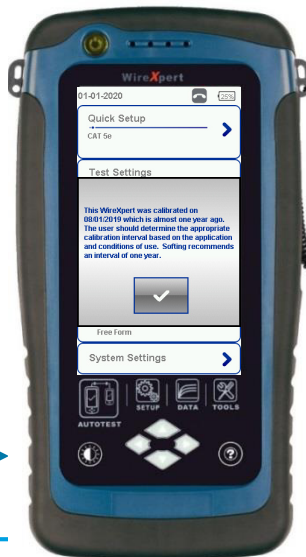 WireXpert
01-01-2020
25%
Quick Setup
CAT 5e
Test Settings
This WireXpert was calibrated on
08/01/2019 which is almost one year ago.
The user should determine the appropriate
calibration interval based on the application
and conditions of use. Softing recommends
an interval of one year.
Free Form
System Settings
AUTOTEST
SETUP
DATA
TOOLS
?